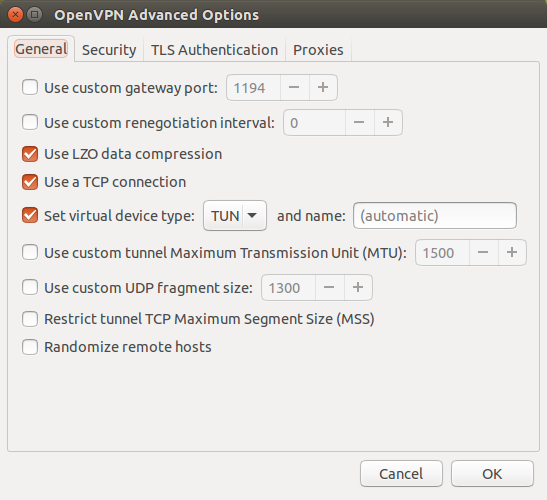 OpenVPN Advanced Options
General Security TLS Authentication Proxies
Use custom gateway port: 1194
Use custom renegotiation interval: 0
Use LZO data compression
Use a TCP connection
Set virtual device type: TUN and name: (automatic)
Use custom tunnel Maximum Transmission Unit (MTU): 1500
Use custom UDP fragment size: 1300
Restrict tunnel TCP Maximum Segment Size (MSS)
Randomize remote hosts
Cancel OK